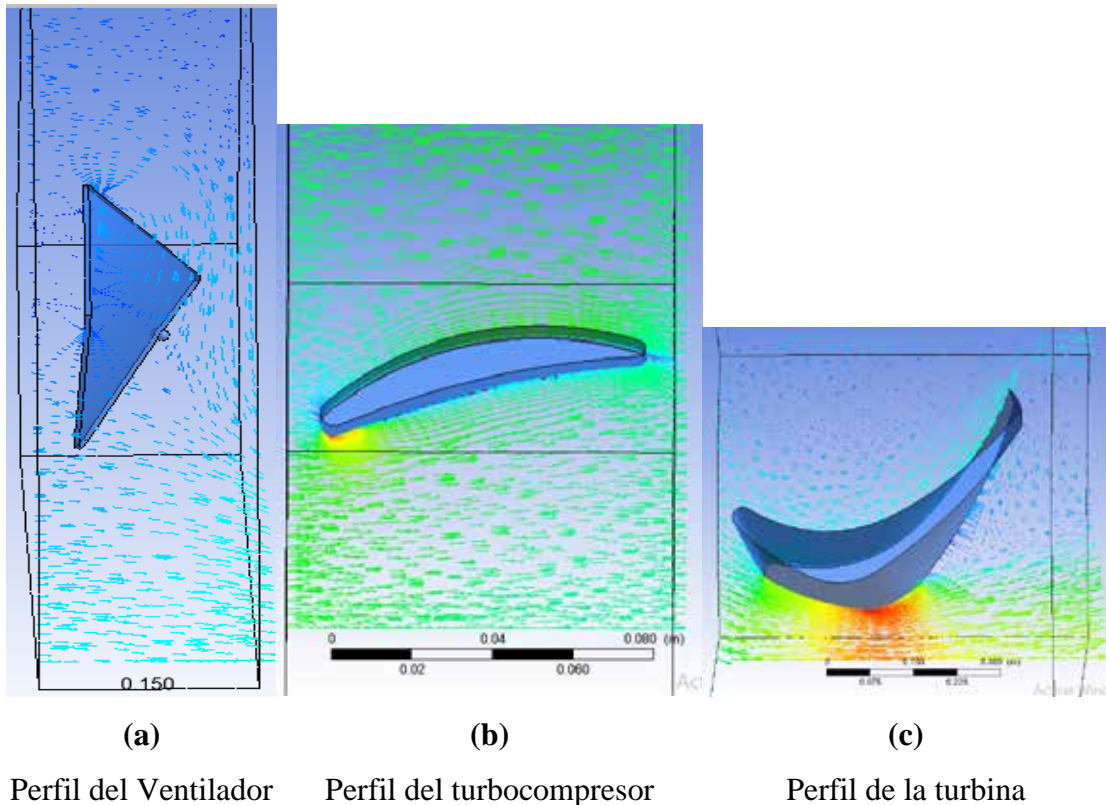 0.150
0 0.04 0.080 (m)
0.02 0.060
Act
(a) (b) (c)
Perfil del Ventilador Perfil del turbocompresor Perfil de la turbina